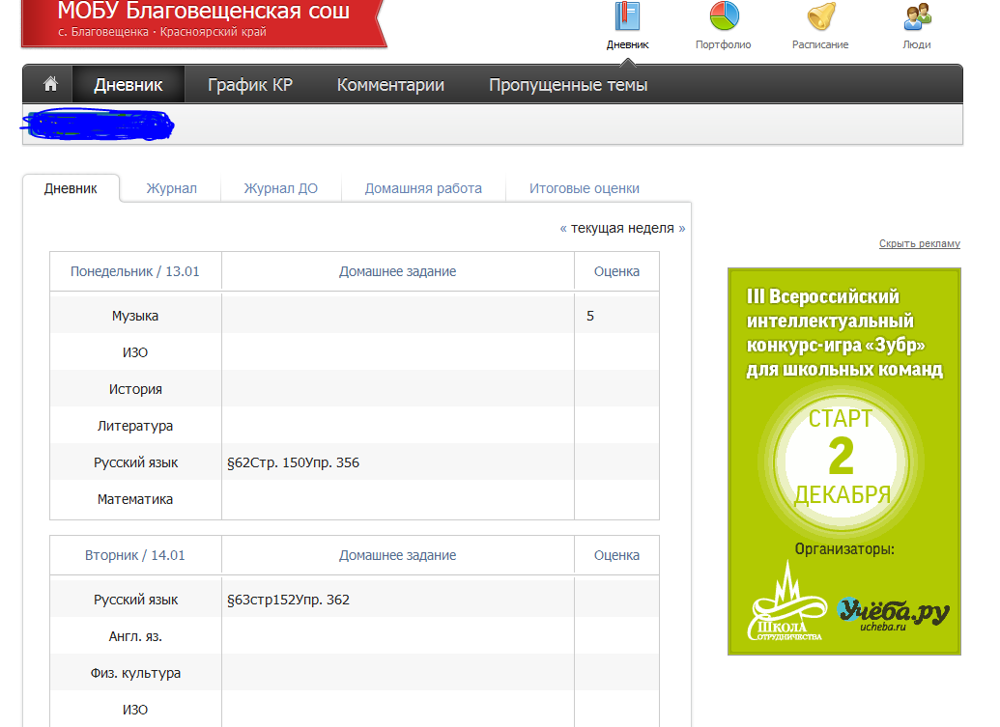 МОБУ Благовещенская сош
с. Благовещенка · Красноярский край
Дневник
Портфолио
Расписание
Люди
Дневник
График КР
Комментарии
Пропущенные темы
Дневник
Журнал
Журнал ДО
Домашняя работа
Итоговые оценки
« текущая неделя »
Понедельник / 13.01 Домашнее задание Оценка
Музыка 5
ИЗО
История
Литература
Русский язык §62Стр. 150Упр. 356
Математика
Вторник / 14.01 Домашнее задание Оценка
Русский язык §63стр152Упр. 362
Англ. яз.
Физ. культура
ИЗО
Скрыть рекламу
III Всероссийский
интеллектуальный
конкурс-игра «Зубр»
для школьных команд
СТАРТ
2
ДЕКАБРЯ
Организаторы:
Школа
Сотрудничества
Учёба.ру
ucheba.ru